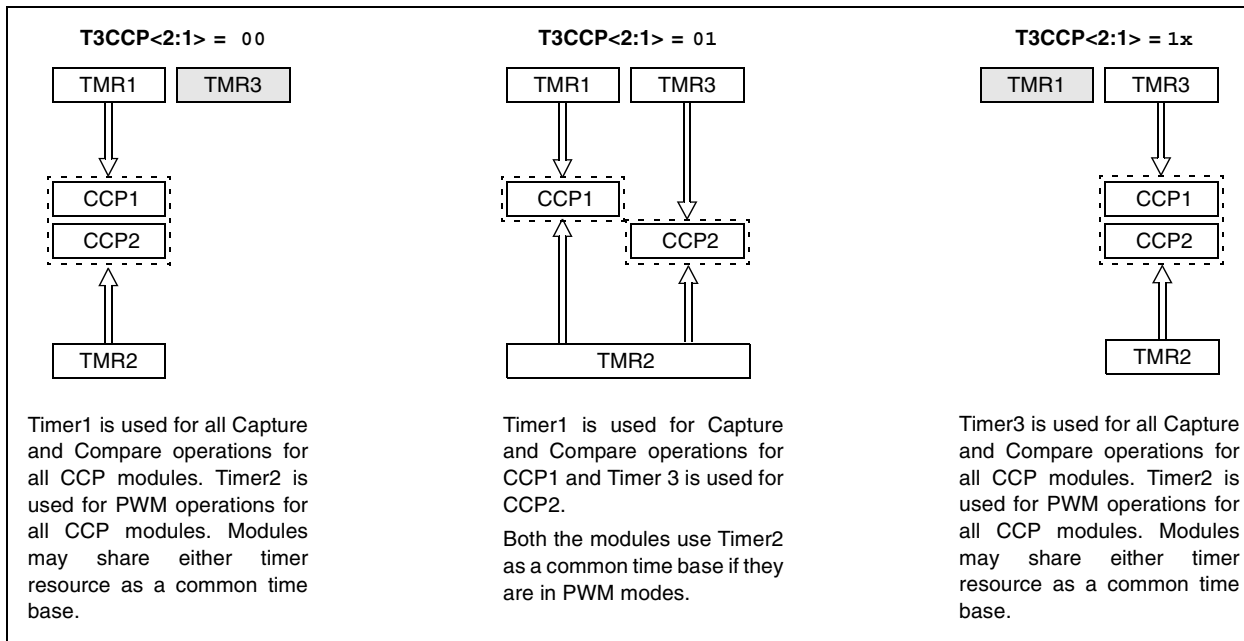 T3CCP<2:1> = 00
TMR1 TMR3
CCP1
CCP2
TMR2
Timer1 is used for all Capture
and Compare operations for
all CCP modules. Timer2 is
used for PWM operations for
all CCP modules. Modules
may share either timer
resource as a common time
base.
T3CCP<2:1> = 01
TMR1 TMR3
CCP1
CCP2
TMR2
Timer1 is used for Capture
and Compare operations for
CCP1 and Timer 3 is used for
CCP2.
Both the modules use Timer2
as a common time base if they
are in PWM modes.
T3CCP<2:1> = 1x
TMR1 TMR3
CCP1
CCP2
TMR2
Timer3 is used for all Capture
and Compare operations for
all CCP modules. Timer2 is
used for PWM operations for
all CCP modules. Modules
may share either timer
resource as a common time
base.